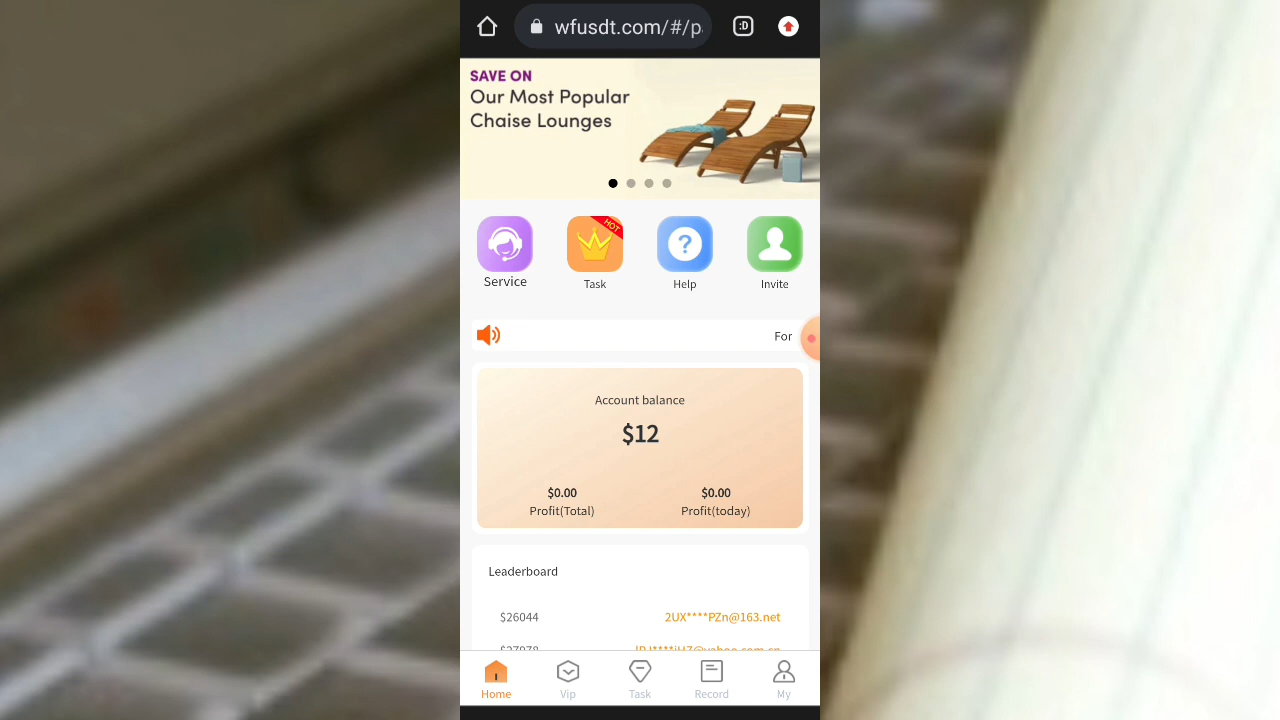 wfusdt.com/#/p
:D
SAVE ON
Our Most Popular
Chaise Lounges
HOT
Service
Task
Help
Invite
For
Account balance
$12
$0.00
$0.00
Profit(Total)
Profit(today)
Leaderboard
$26044
2UX****PZn@163.net
Home
Vip
Task
Record
My